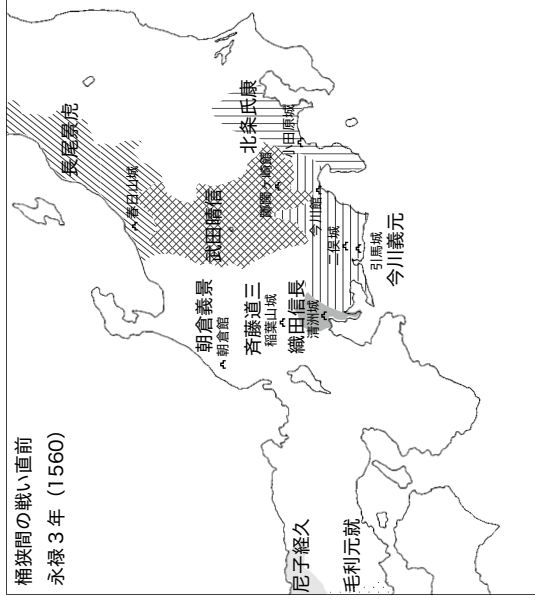 桶狭間の戦い直前
永禄３年（1560）
長尾景虎
春日山城
北条氏康
小田原城
武田晴信
躑躅ヶ崎館
今川館
二俣城
引馬城
今川義元
朝倉義景
朝倉館
斉藤道三
稲葉山城
織田信長
清洲城
尼子経久
毛利元就